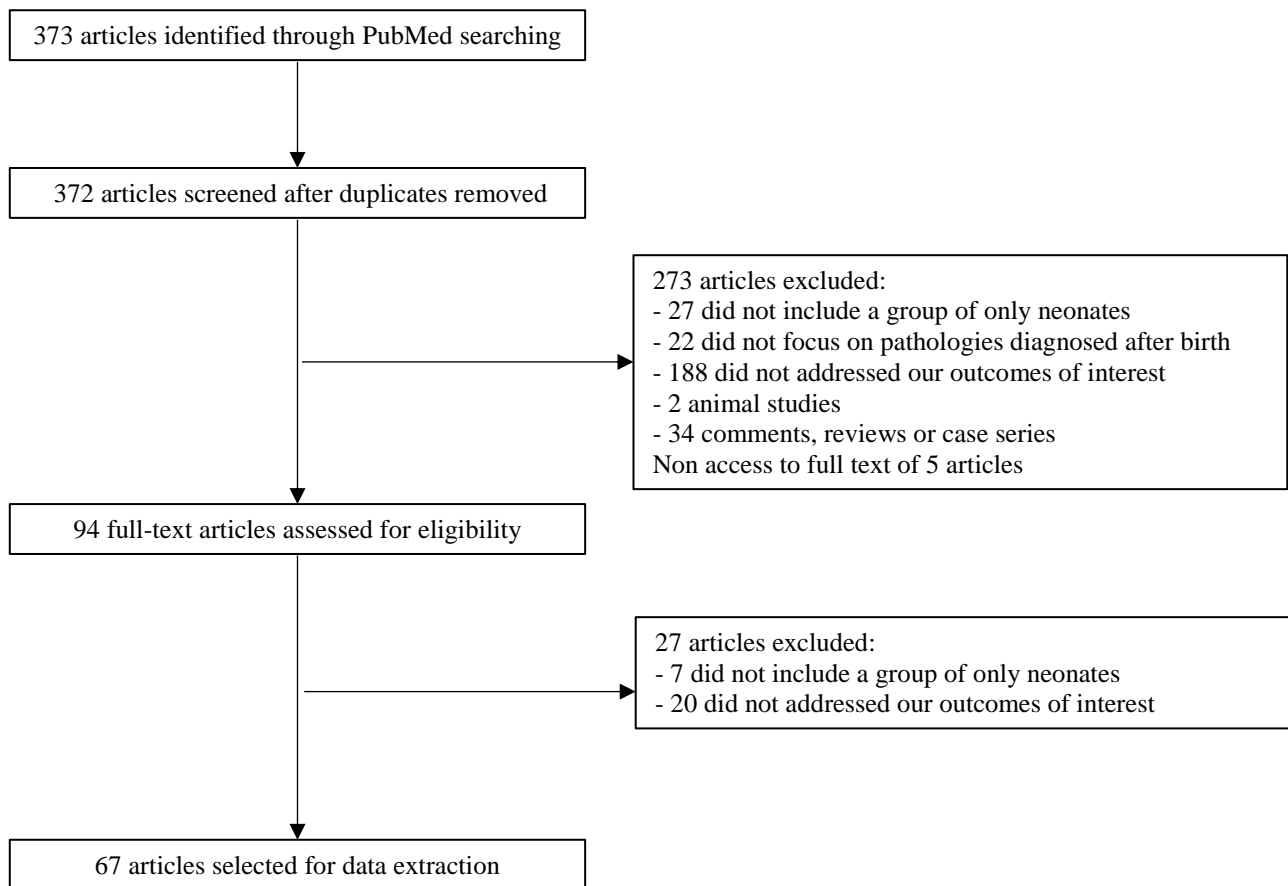 373 articles identified through PubMed searching
372 articles screened after duplicates removed
273 articles excluded:
- 27 did not include a group of only neonates
- 22 did not focus on pathologies diagnosed after birth
- 188 did not addressed our outcomes of interest
- 2 animal studies
- 34 comments, reviews or case series
Non access to full text of 5 articles
94 full-text articles assessed for eligibility
27 articles excluded:
- 7 did not include a group of only neonates
- 20 did not addressed our outcomes of interest
67 articles selected for data extraction